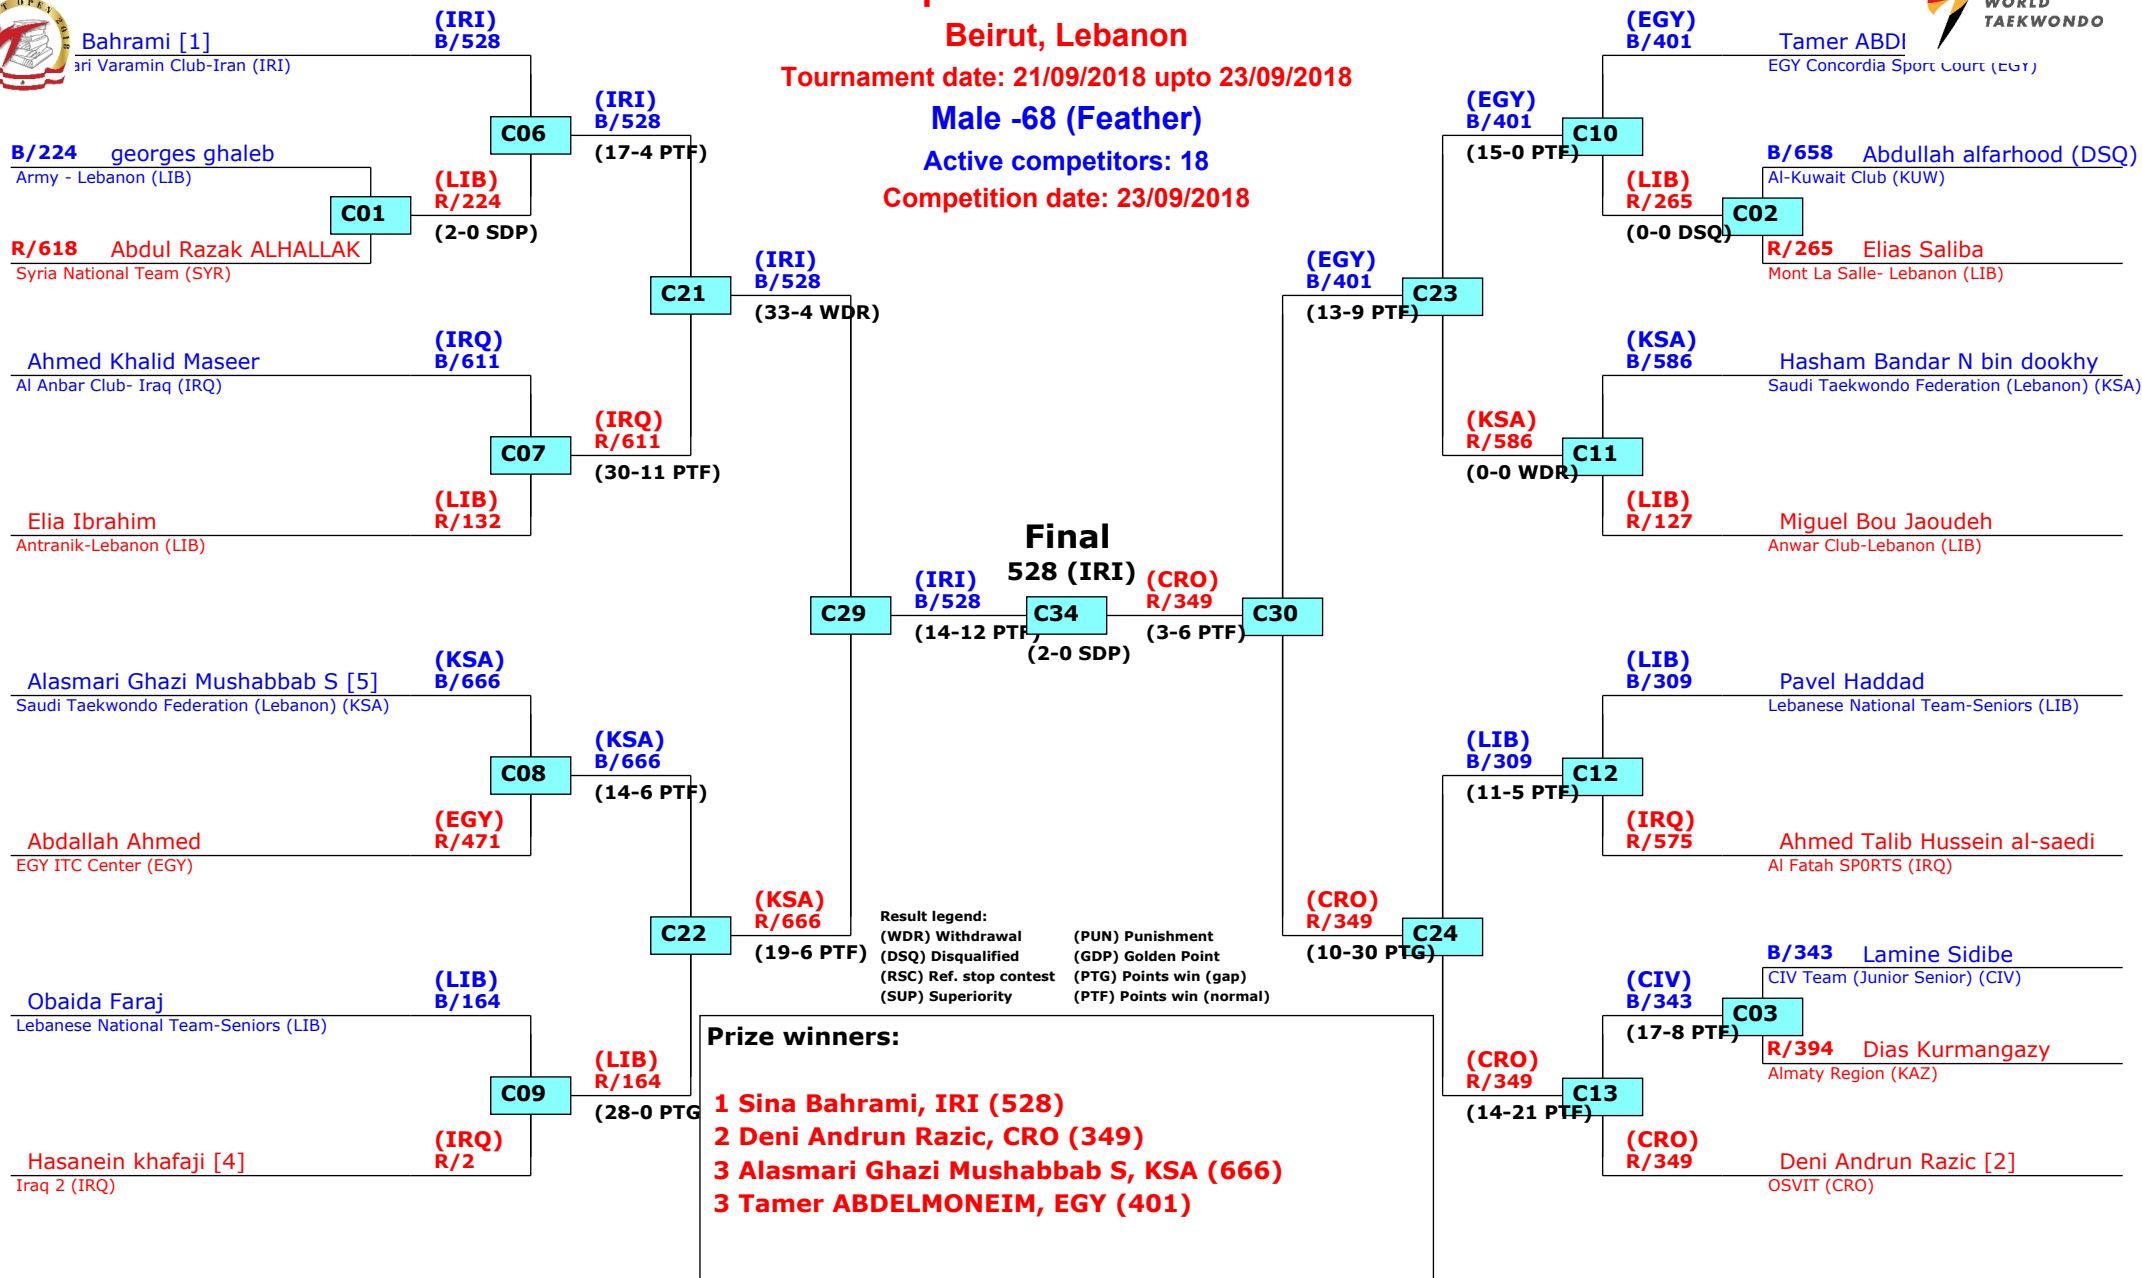 Beirut, Lebanon
Tournament date: 21/09/2018 upto 23/09/2018
Male -68 (Feather)
Active competitors: 18
Competition date: 23/09/2018
OPEN 2018
WORLD
TAEKWONDO
Bahrami [1]
(IRI)
B/528
ari Varamin Club-Iran (IRI)
B/224 georges ghaleb
Army - Lebanon (LIB)
C01
R/618 Abdul Razak ALHALLAK
Syria National Team (SYR)
(LIB)
R/224
(2-0 SDP)
C06
(IRI)
B/528
(17-4 PTF)
Ahmed Khalid Maseer
(IRQ)
B/611
Al Anbar Club- Iraq (IRQ)
C07
Elia Ibrahim
(LIB)
R/132
Antranik-Lebanon (LIB)
(IRQ)
R/611
(30-11 PTF)
C21
(IRI)
B/528
(33-4 WDR)
Alasmari Ghazi Mushabbab S [5]
(KSA)
B/666
Saudi Taekwondo Federation (Lebanon) (KSA)
C08
Abdallah Ahmed
(EGY)
R/471
EGY ITC Center (EGY)
(KSA)
B/666
(14-6 PTF)
Obaida Faraj
(LIB)
B/164
Lebanese National Team-Seniors (LIB)
C09
Hasanein khafaji [4]
(IRQ)
R/2
Iraq 2 (IRQ)
(LIB)
R/164
(28-0 PTG
C22
(KSA)
R/666
(19-6 PTF)
C29
(IRI)
B/528
(14-12 PTF)
Final
528 (IRI)
C34
(2-0 SDP)
(CRO)
R/349
(3-6 PTF)
C30
(EGY)
B/401
(13-9 PTF)
C23
(EGY)
B/401
(15-0 PTF)
C10
(EGY)
B/401
Tamer ABDI
EGY Concordia Sport Court (EGY)
B/658 Abdullah alfarhood (DSQ)
Al-Kuwait Club (KUW)
(LIB)
R/265
(0-0 DSQ)
C02
R/265 Elias Saliba
Mont La Salle- Lebanon (LIB)
(KSA)
B/586
Hasham Bandar N bin dookhy
Saudi Taekwondo Federation (Lebanon) (KSA)
(KSA)
R/586
(0-0 WDR)
C11
(LIB)
R/127
Miguel Bou Jaoudeh
Anwar Club-Lebanon (LIB)
(LIB)
B/309
Pavel Haddad
Lebanese National Team-Seniors (LIB)
(LIB)
B/309
(11-5 PTF)
C12
(IRQ)
R/575
Ahmed Talib Hussein al-saedi
Al Fatah SP0RTS (IRQ)
(CRO)
R/349
(10-30 PTG)
C24
(CIV)
B/343
(17-8 PTF)
B/343 Lamine Sidibe
CIV Team (Junior Senior) (CIV)
C03
R/394 Dias Kurmangazy
Almaty Region (KAZ)
(CRO)
R/349
(14-21 PTF)
C13
(CRO)
R/349
Deni Andrun Razic [2]
OSVIT (CRO)
Result legend:
(WDR) Withdrawal (PUN) Punishment
(DSQ) Disqualified (GDP) Golden Point
(RSC) Ref. stop contest (PTG) Points win (gap)
(SUP) Superiority (PTF) Points win (normal)
Prize winners:
1 Sina Bahrami, IRI (528)
2 Deni Andrun Razic, CRO (349)
3 Alasmari Ghazi Mushabbab S, KSA (666)
3 Tamer ABDELMONEIM, EGY (401)